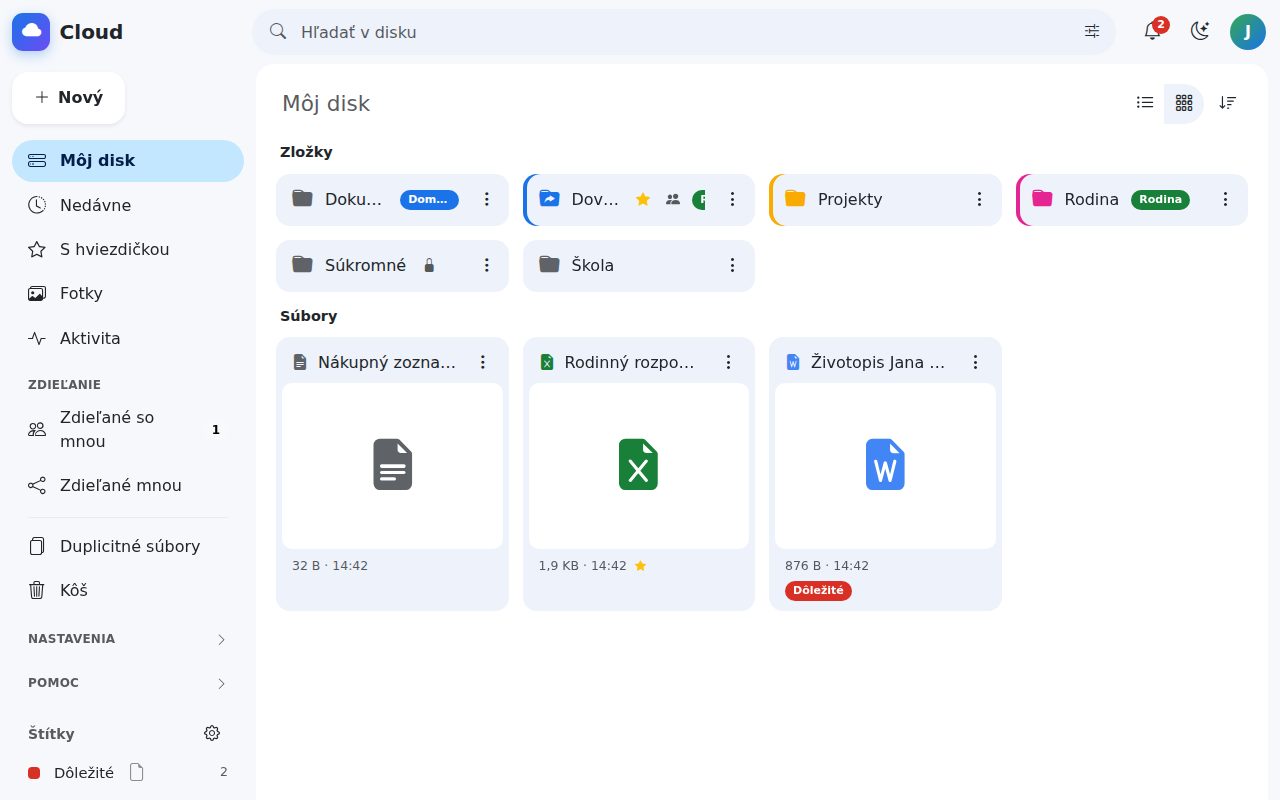 Cloud
Hľadať v disku
2
J
Nový
Môj disk
Nedávne
S hviezdičkou
Fotky
Aktivita
ZDIEĽANIE
Zdieľané so
mnou
1
Zdieľané mnou
Duplicitné súbory
Kôš
NASTAVENIA
POMOC
Štítky
Dôležité
2
Môj disk
Zložky
Doku…
Dom…
Dov…
Projekty
Rodina
Rodina
Súkromné
Škola
Súbory
Nákupný zozna…
Rodinný rozpo…
Životopis Jana …
32 B · 14:42
1,9 KB · 14:42
876 B · 14:42
Dôležité